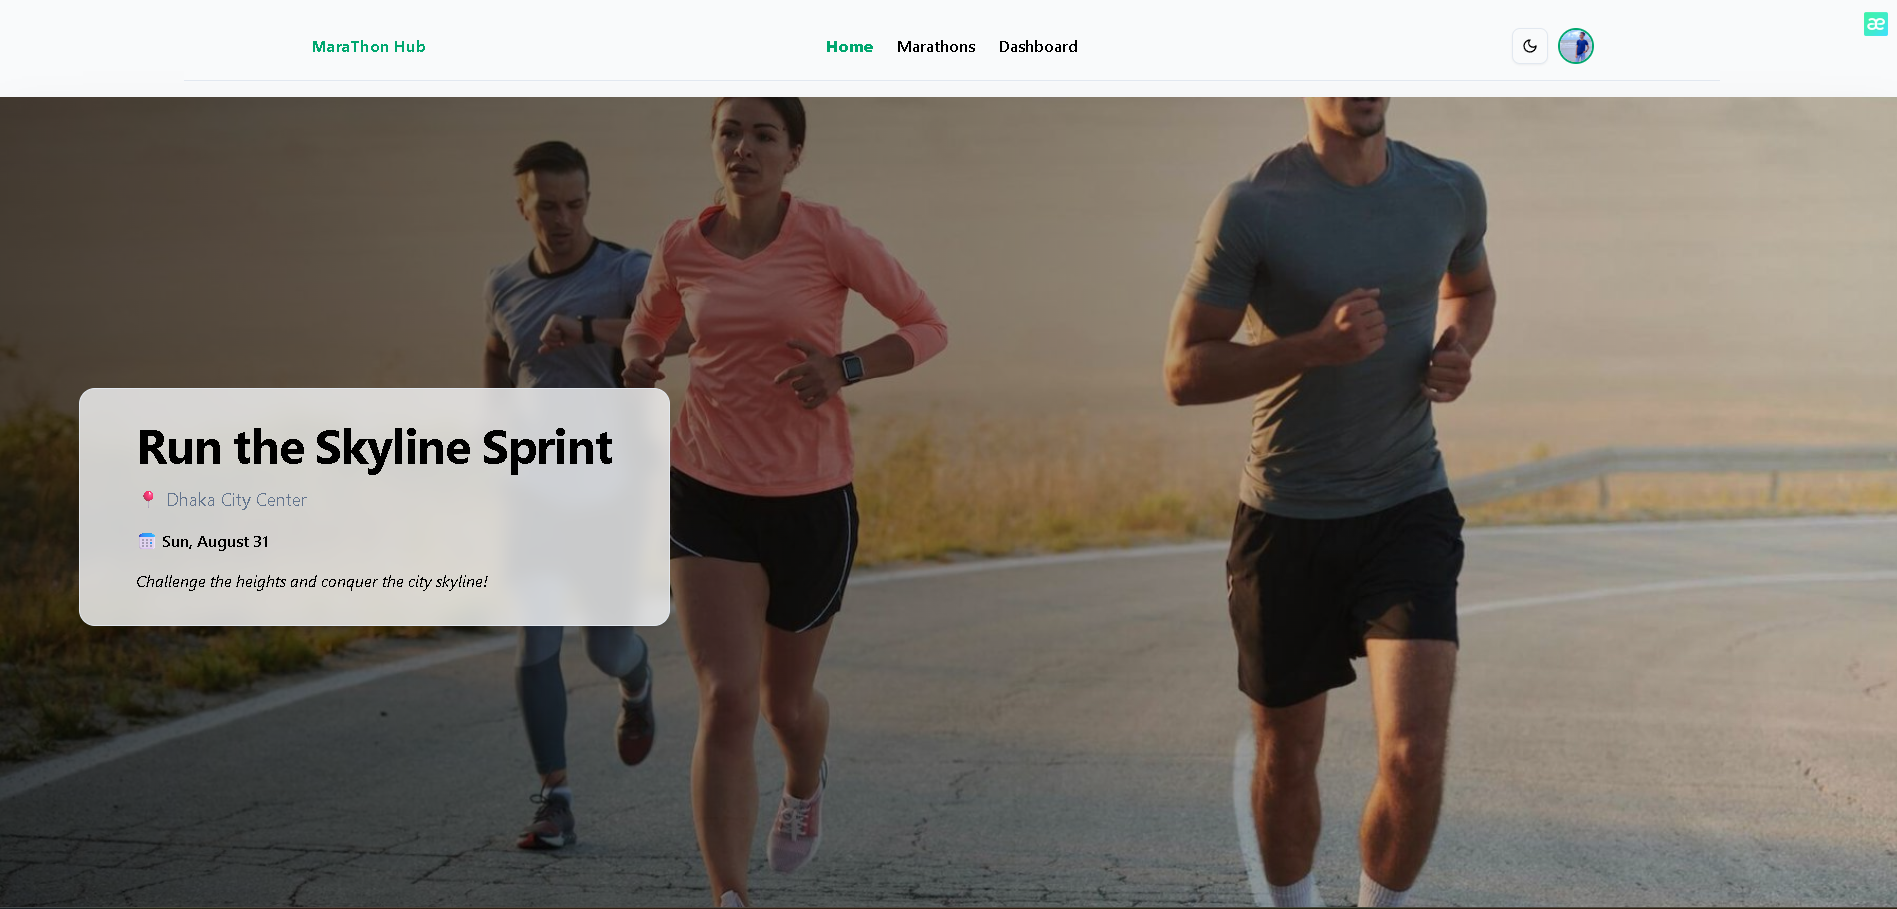 MaraThon Hub
Home Marathons Dashboard
æ
Run the Skyline Sprint
Dhaka City Center
Sun, August 31
Challenge the heights and conquer the city skyline!